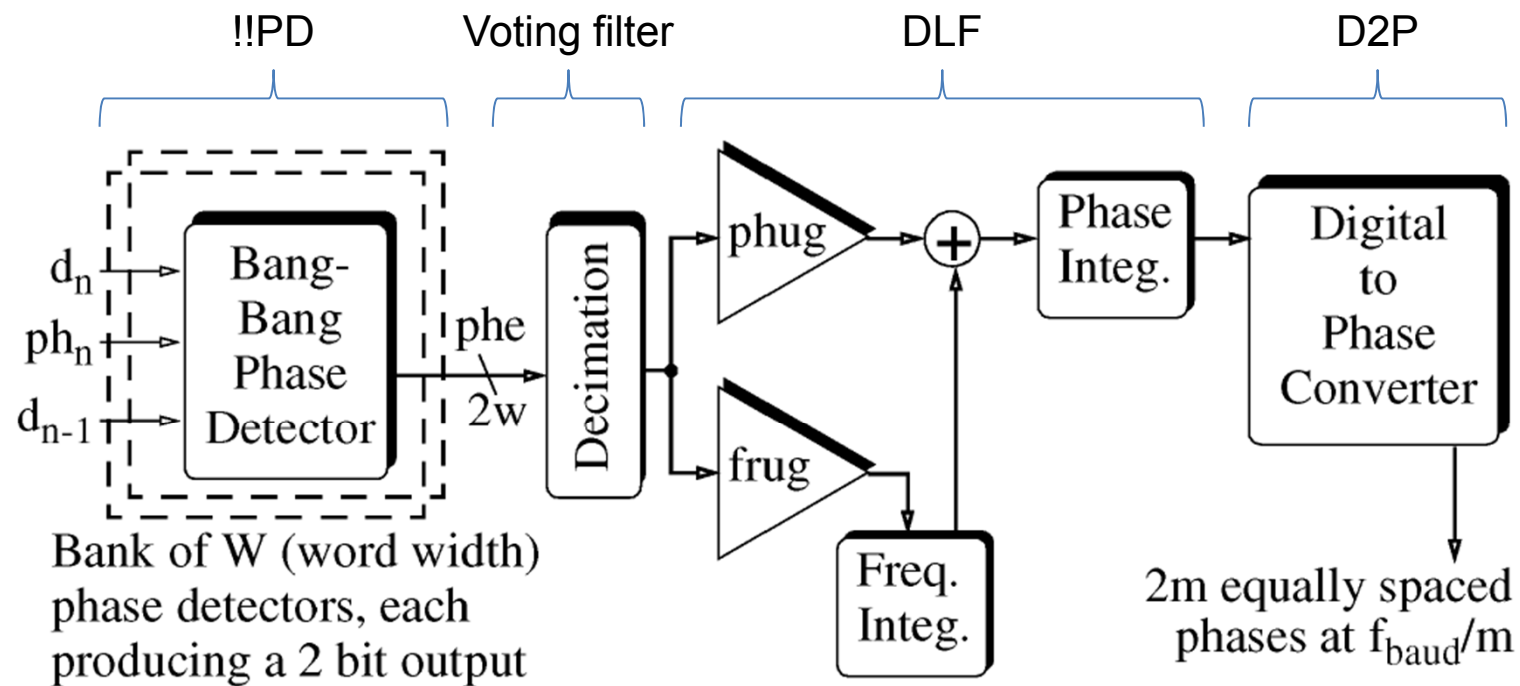 !!PD
Voting filter
DLF
D2P
dn
phn
dn-1
Bang-
Bang
Phase
Detector
phe
2w
Decimation
phug
frug
+
Freq.
Integ.
Phase
Integ.
Digital
to
Phase
Converter
Bank of W (word width)
phase detectors, each
producing a 2 bit output
2m equally spaced
phases at fbaud/m